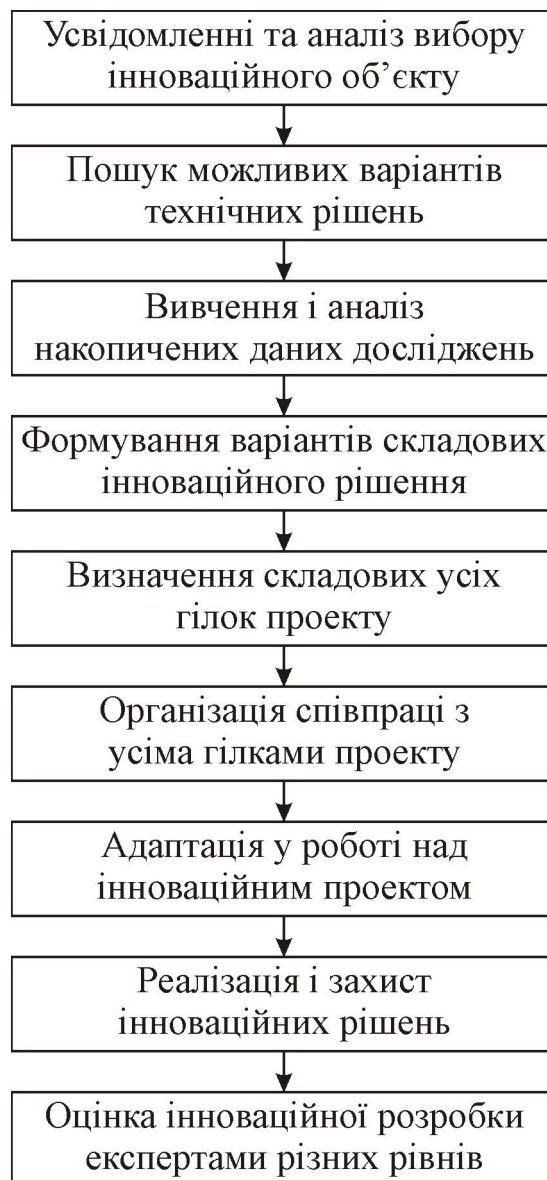 Усвідомленні та аналіз вибору
інноваційного об’єкту
Пошук можливих варіантів
технічних рішень
Вивчення і аналіз
накопичених даних досліджень
Формування варіантів складових
інноваційного рішення
Визначення складових усіх
гілок проекту
Організація співпраці з
усіма гілками проекту
Адаптація у роботі над
інноваційним проектом
Реалізація і захист
інноваційних рішень
Оцінка інноваційної розробки
експертами різних рівнів